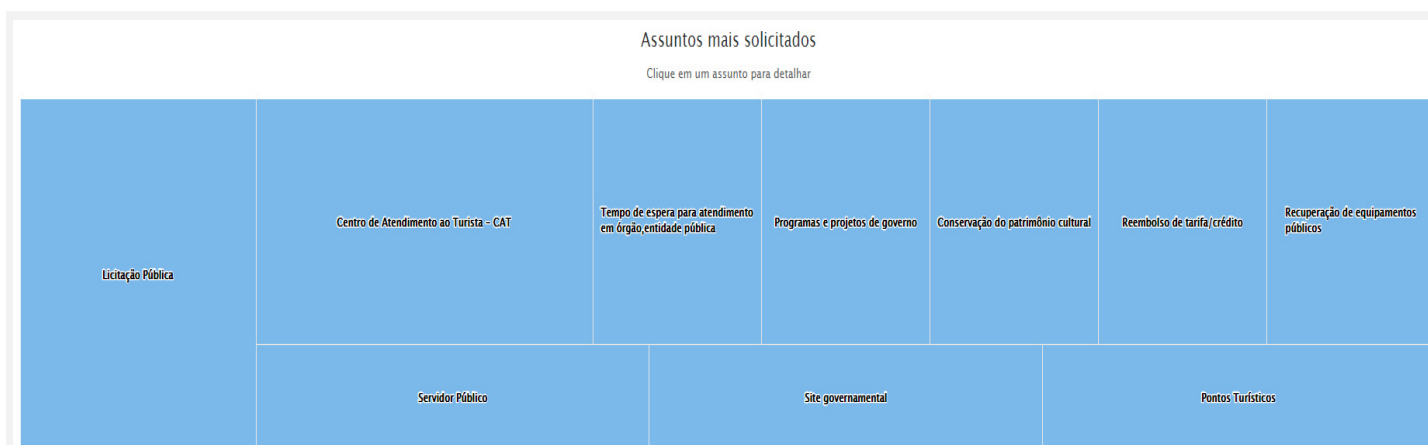 Assuntos mais solicitados
Clique em um assunto para detalhar
Licitação Pública
Centro de Atendimento ao Turista - CAT
Tempo de espera para atendimento
em órgão,entidade pública
Programas e projetos de governo
Conservação do patrimônio cultural
Reembolso de tarifa/crédito
Recuperação de equipamentos
públicos
Servidor Público
Site governamental
Pontos Turísticos